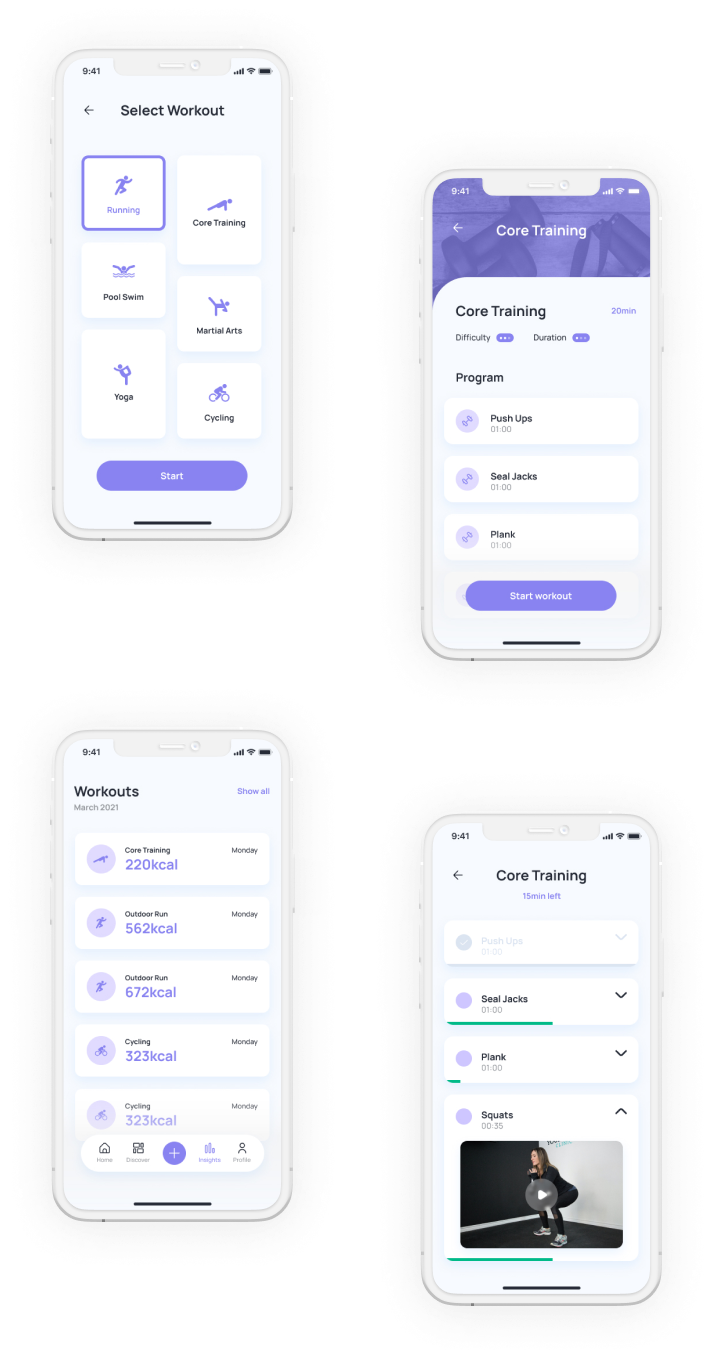 9:41
Select Workout
Running
Core Training
Pool Swim
Martial Arts
Yoga
Cycling
Start
9:41
Core Training
Core Training
20min
Difficulty
Duration
Program
Push Ups
01:00
Seal Jacks
01:00
Plank
01:00
Start workout
9:41
Workouts
Show all
March 2021
Core Training
Monday
220kcal
Outdoor Run
Monday
562kcal
Outdoor Run
Monday
672kcal
Cycling
Monday
323kcal
Cycling
Monday
323kcal
Home
Discover
Insights
Profile
9:41
Core Training
15min left
Push Ups
01:00
Seal Jacks
01:00
Plank
01:00
Squats
00:35